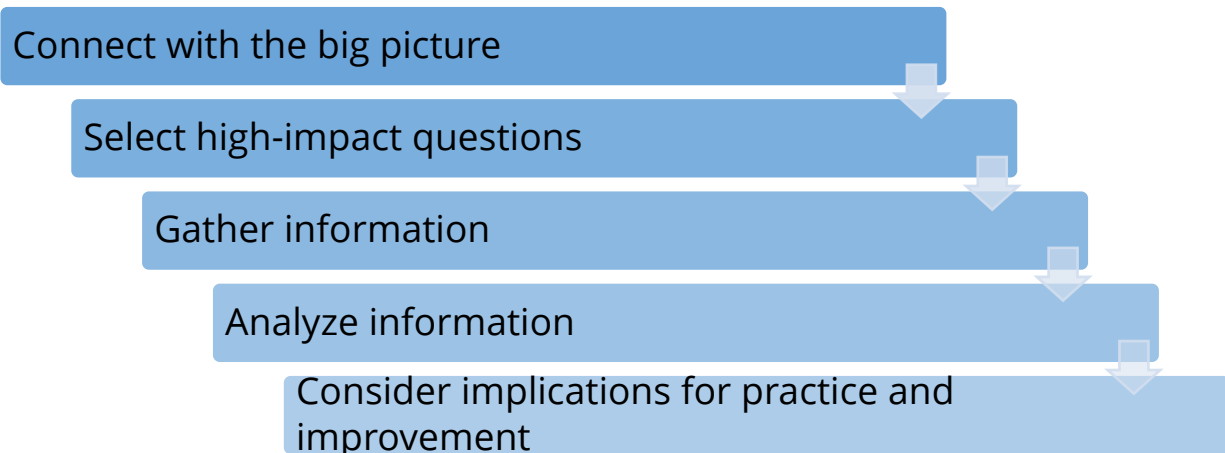 Connect with the big picture
Select high-impact questions
Gather information
Analyze information
Consider implications for practice and
improvement